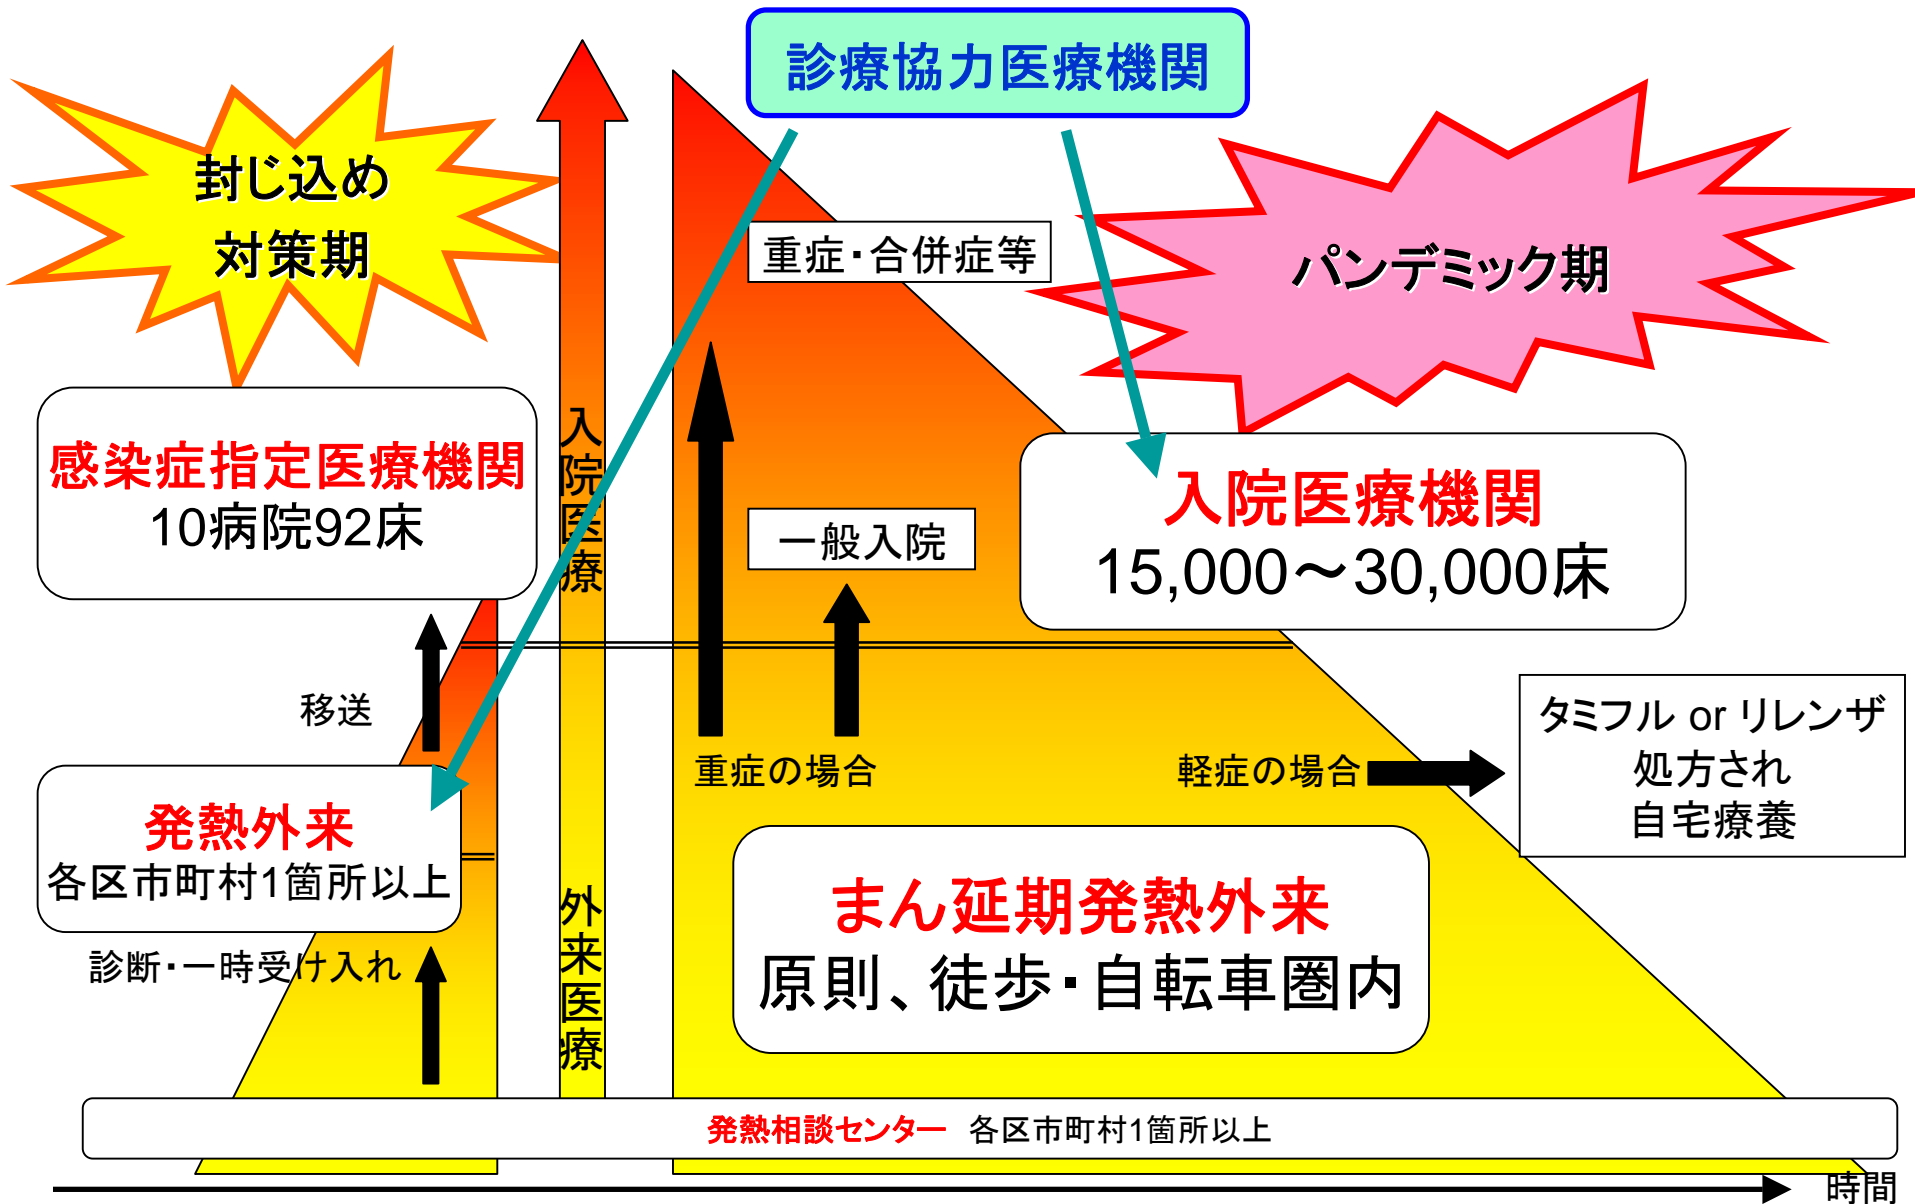 診療協力医療機関
封じ込め
対策期
重症・合併症等
パンデミック期
感染症指定医療機関
10病院92床
入院医療
入院医療機関
15,000～30,000床
一般入院
移送
タミフル or リレンザ
処方され
自宅療養
重症の場合
軽症の場合
発熱外来
各区市町村1箇所以上
まん延期発熱外来
原則、徒歩・自転車圏内
外来医療
診断・一時受け入れ
発熱相談センター 各区市町村1箇所以上
時間